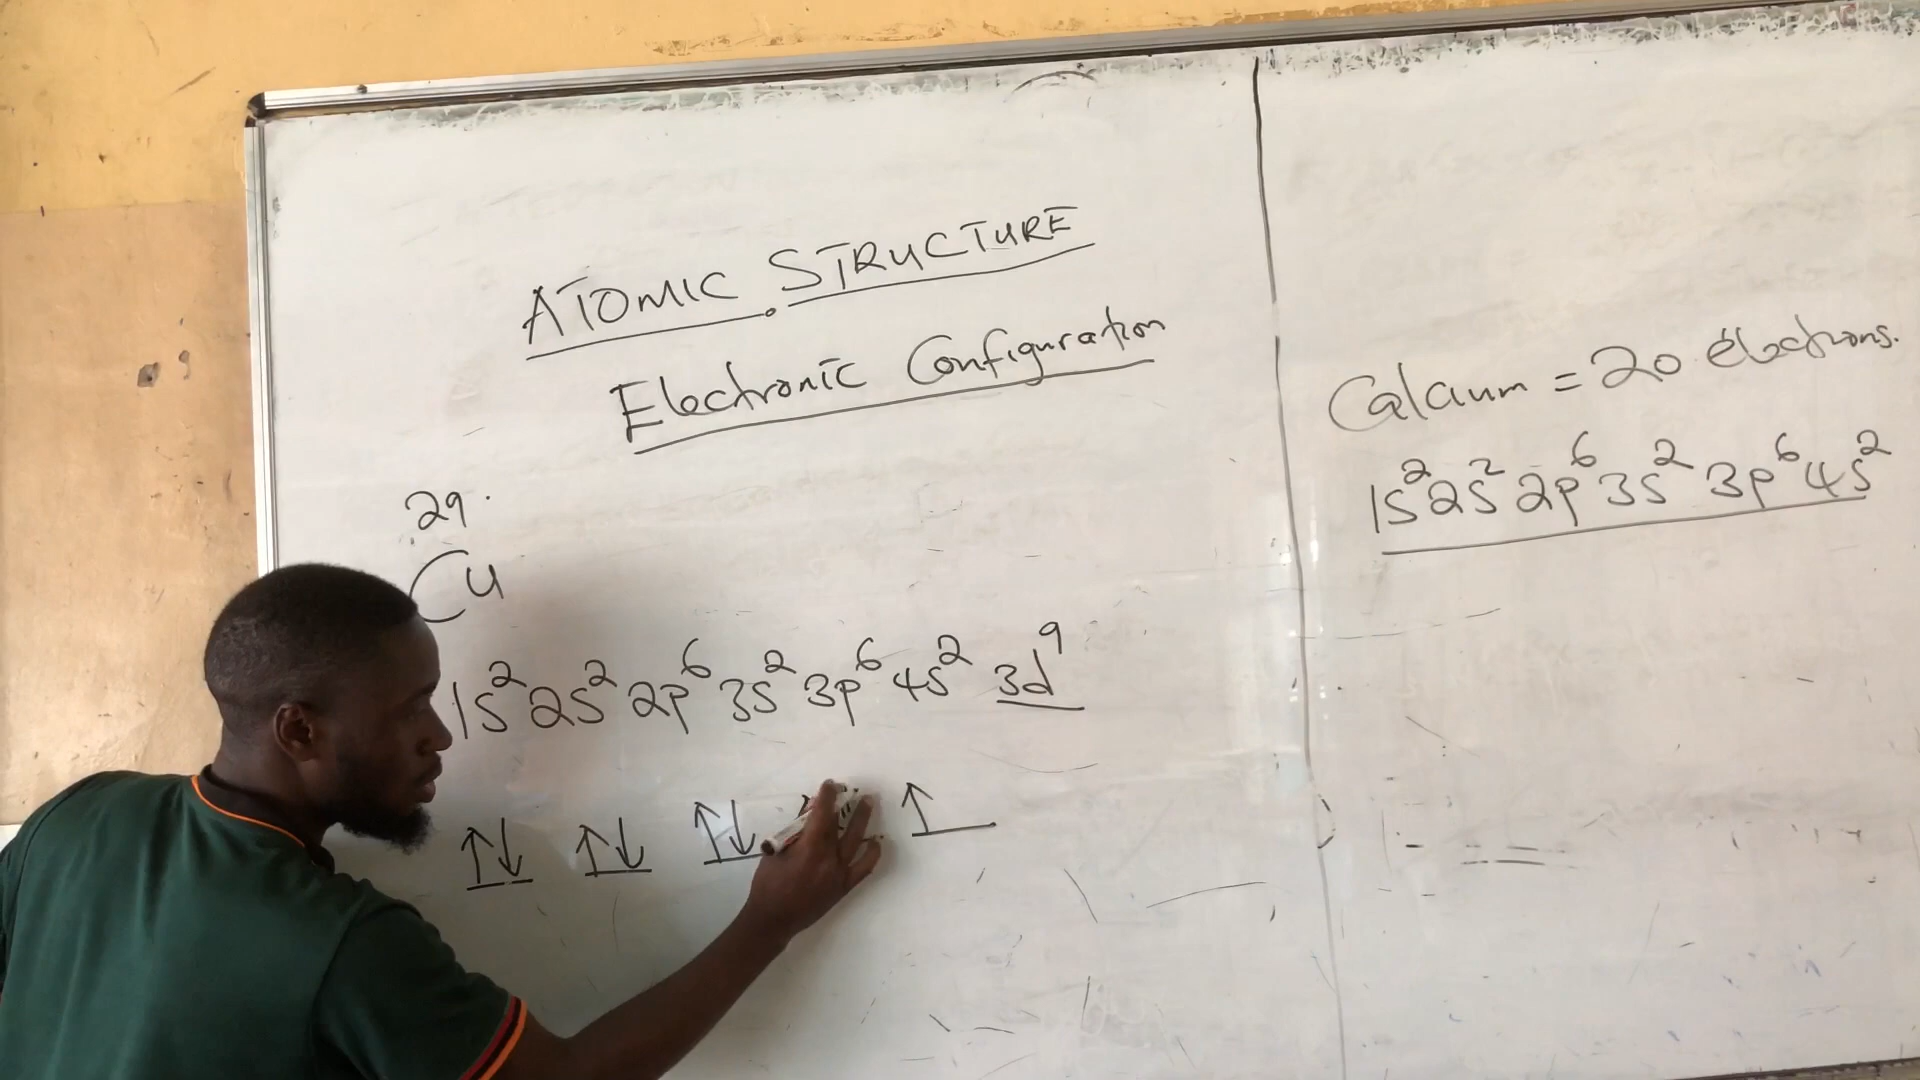 ATOMIC STRUCTURE
Electronic Configuration
29
Cu
1s² 2s² 2p⁶ 3s² 3p⁶ 4s² 3d⁹
↑↓ ↑↓ ↑↓ ↑
Calcium = 20 electrons.
1s² 2s² 2p⁶ 3s² 3p⁶ 4s²